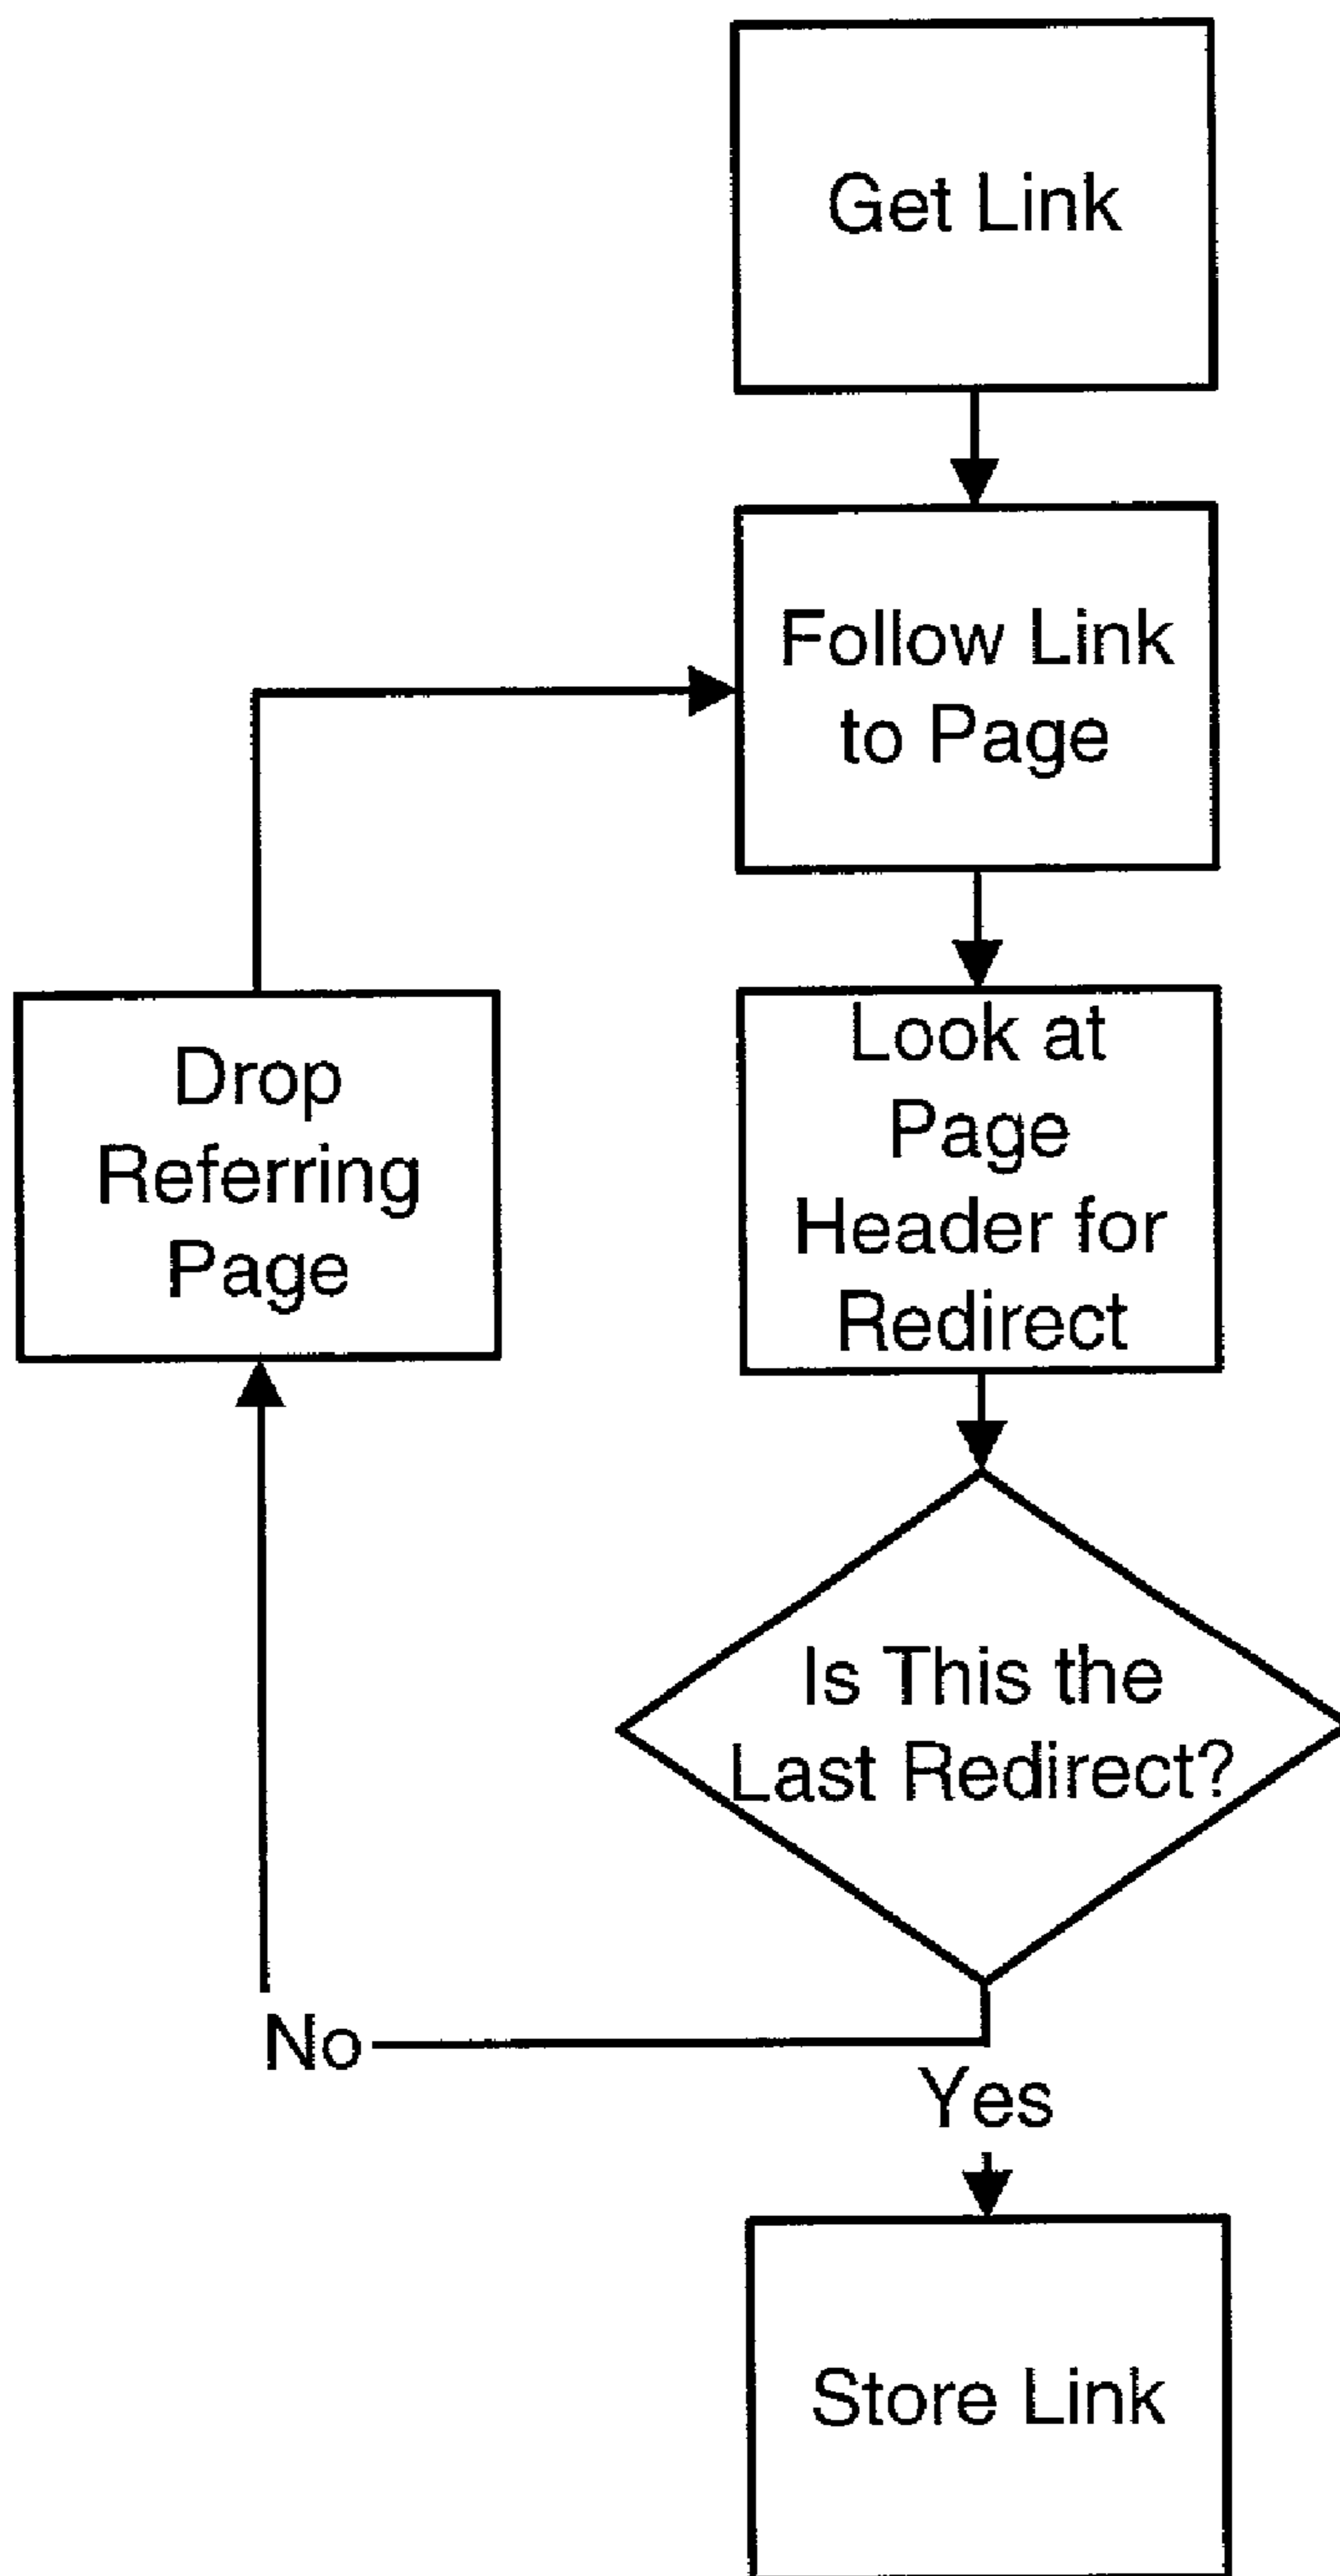 Get Link
Follow Link
to Page
Look at
Page
Header for
Redirect
Drop
Referring
Page
Is This the
Last Redirect?
No
Yes
Store Link